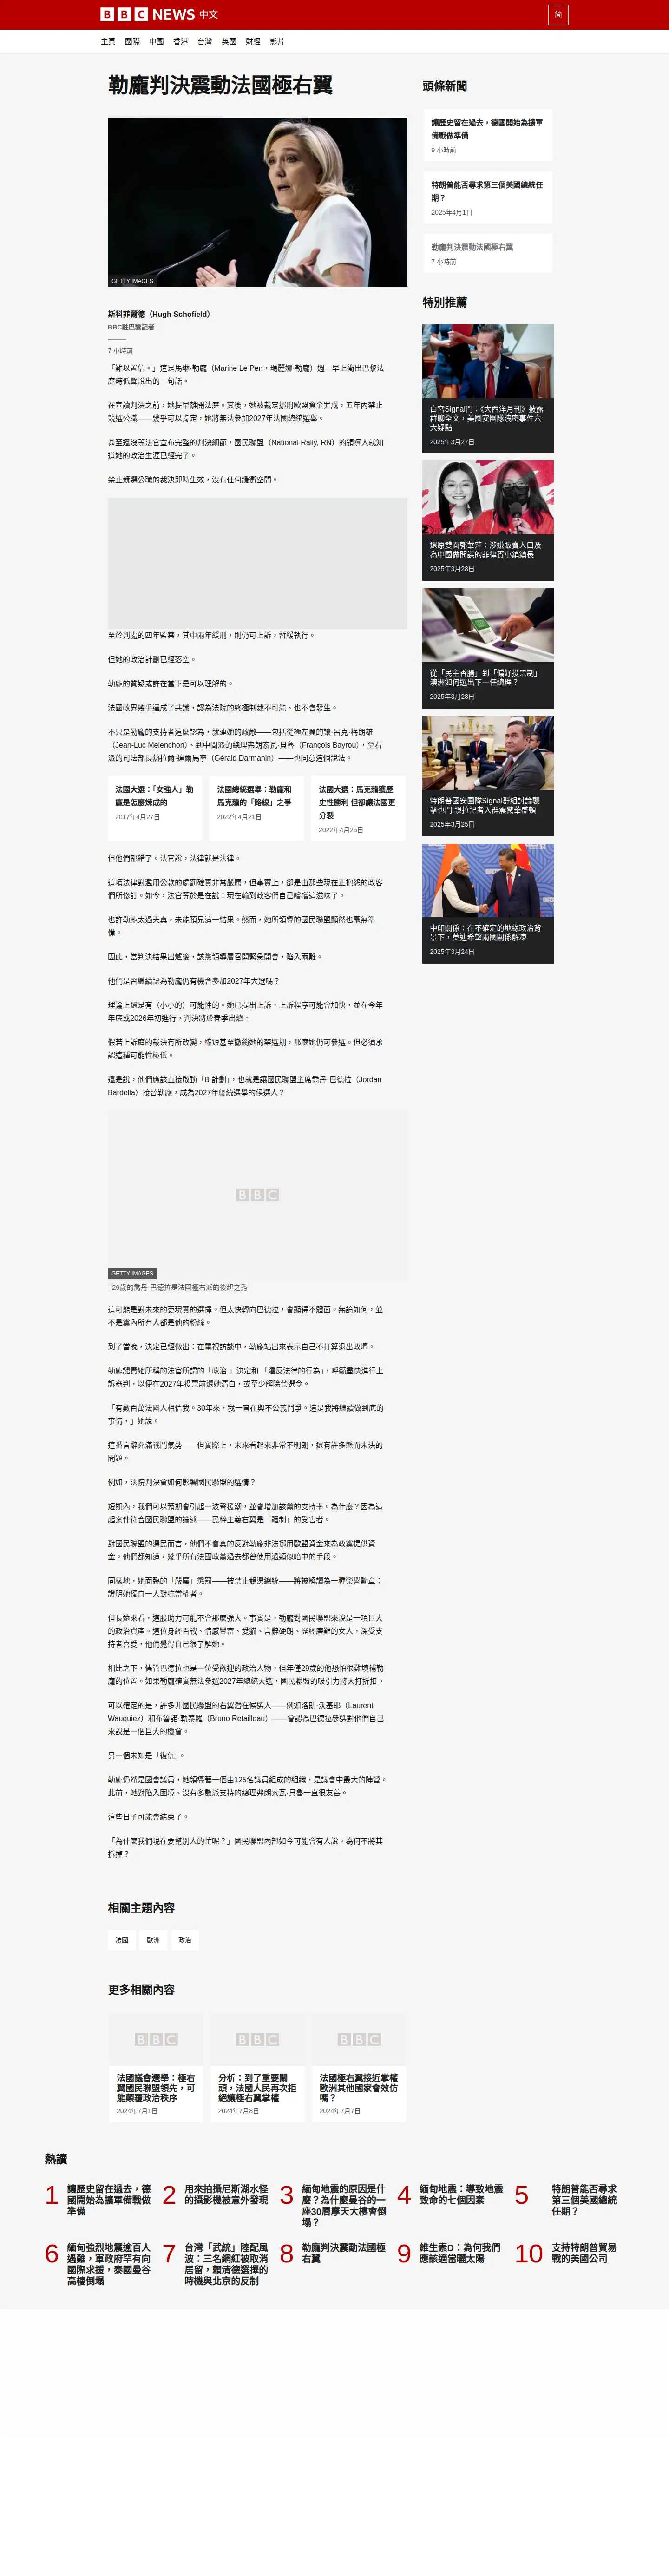 BBC NEWS 中文
简
主頁 國際 中國 香港 台灣 英國 財經 影片
勒龐判決震動法國極右翼
GETTY IMAGES
斯科菲爾德（Hugh Schofield）
BBC駐巴黎記者
7 小時前
「難以置信。」這是馬琳·勒龐（Marine Le Pen，瑪麗娜·勒龐）週一早上衝出巴黎法
庭時低聲說出的一句話。
在宣讀判決之前，她提早離開法庭。其後，她被裁定挪用歐盟資金罪成，五年內禁止
競選公職——幾乎可以肯定，她將無法參加2027年法國總統選舉。
甚至還沒等法官宣布完整的判決細節，國民聯盟（National Rally, RN）的領導人就知
道她的政治生涯已經完了。
禁止競選公職的裁決即時生效，沒有任何緩衝空間。
至於判處的四年監禁，其中兩年緩刑，則仍可上訴，暫緩執行。
但她的政治計劃已經落空。
勒龐的質疑或許在當下是可以理解的。
法國政界幾乎達成了共識，認為法院的終極制裁不可能、也不會發生。
不只是勒龐的支持者這麼認為，就連她的政敵——包括從極左翼的讓·呂克·梅朗雄
（Jean-Luc Melenchon）、到中間派的總理弗朗索瓦·貝魯（François Bayrou），至右
派的司法部長熱拉爾·達爾馬寧（Gérald Darmanin）——也同意這個說法。
法國大選：「女強人」勒
龐是怎麼煉成的
2017年4月27日
法國總統選舉：勒龐和
馬克龍的「路線」之爭
2022年4月21日
法國大選：馬克龍獲歷
史性勝利 但卻讓法國更
分裂
2022年4月25日
但他們都錯了。法官說，法律就是法律。
這項法律對濫用公款的處罰確實非常嚴厲，但事實上，卻是由那些現在正抱怨的政客
們所修訂。如今，法官等於是在說：現在輪到政客們自己嚐嚐這滋味了。
也許勒龐太過天真，未能預見這一結果。然而，她所領導的國民聯盟顯然也毫無準
備。
因此，當判決結果出爐後，該黨領導層召開緊急開會，陷入兩難。
他們是否繼續認為勒龐仍有機會參加2027年大選嗎？
理論上還是有（小小的）可能性的。她已提出上訴，上訴程序可能會加快，並在今年
年底或2026年初進行，判決將於春季出爐。
假若上訴庭的裁決有所改變，縮短甚至撤銷她的禁選期，那麼她仍可參選。但必須承
認這種可能性極低。
還是說，他們應該直接啟動「B 計劃」，也就是讓國民聯盟主席喬丹·巴德拉（Jordan
Bardella）接替勒龐，成為2027年總統選舉的候選人？
BBC
GETTY IMAGES
29歲的喬丹·巴德拉是法國極右派的後起之秀
這可能是對未來的更現實的選擇。但太快轉向巴德拉，會顯得不體面。無論如何，並
不是黨內所有人都是他的粉絲。
到了當晚，決定已經做出：在電視訪談中，勒龐站出來表示自己不打算退出政壇。
勒龐譴責她所稱的法官所謂的「政治 」決定和 「違反法律的行為」，呼籲盡快進行上
訴審判，以便在2027年投票前還她清白，或至少解除禁選令。
「有數百萬法國人相信我。30年來，我一直在與不公義鬥爭。這是我將繼續做到底的
事情，」她說。
這番言辭充滿戰鬥氣勢——但實際上，未來看起來非常不明朗，還有許多懸而未決的
問題。
例如，法院判決會如何影響國民聯盟的選情？
短期內，我們可以預期會引起一波聲援潮，並會增加該黨的支持率。為什麼？因為這
起案件符合國民聯盟的論述——民粹主義右翼是「體制」的受害者。
對國民聯盟的選民而言，他們不會真的反對勒龐非法挪用歐盟資金來為政黨提供資
金。他們都知道，幾乎所有法國政黨過去都曾使用過類似暗中的手段。
同樣地，她面臨的「嚴厲」懲罰——被禁止競選總統——將被解讀為一種榮譽勳章：
證明她獨自一人對抗當權者。
但長遠來看，這股助力可能不會那麼強大。事實是，勒龐對國民聯盟來說是一項巨大
的政治資產。這位身經百戰、情感豐富、愛貓、言辭硬朗、歷經磨難的女人，深受支
持者喜愛，他們覺得自己很了解她。
相比之下，儘管巴德拉也是一位受歡迎的政治人物，但年僅29歲的他恐怕很難填補勒
龐的位置。如果勒龐確實無法參選2027年總統大選，國民聯盟的吸引力將大打折扣。
可以確定的是，許多非國民聯盟的右翼潛在候選人——例如洛朗·沃基耶（Laurent
Wauquiez）和布魯諾·勒泰羅（Bruno Retailleau）——會認為巴德拉參選對他們自己
來說是一個巨大的機會。
另一個未知是「復仇」。
勒龐仍然是國會議員，她領導著一個由125名議員組成的組織，是議會中最大的陣營。
此前，她對陷入困境、沒有多數派支持的總理弗朗索瓦·貝魯一直很友善。
這些日子可能會結束了。
「為什麼我們現在要幫別人的忙呢？」國民聯盟內部如今可能會有人說。為何不將其
拆掉？
相關主題內容
法國 歐洲 政治
更多相關內容
BBC
法國議會選舉：極右
翼國民聯盟領先，可
能顛覆政治秩序
2024年7月1日
BBC
分析：到了重要關
頭，法國人民再次拒
絕讓極右翼掌權
2024年7月8日
BBC
法國極右翼接近掌權
歐洲其他國家會效仿
嗎？
2024年7月7日
頭條新聞
讓歷史留在過去，德國開始為擴軍
備戰做準備
9 小時前
特朗普能否尋求第三個美國總統任
期？
2025年4月1日
勒龐判決震動法國極右翼
7 小時前
特別推薦
白宮Signal門：《大西洋月刊》披露
群聊全文，美國安團隊洩密事件六
大疑點
2025年3月27日
還原雙面郭華萍：涉嫌販賣人口及
為中國做間諜的菲律賓小鎮鎮長
2025年3月28日
從「民主香腸」到「偏好投票制」
澳洲如何選出下一任總理？
2025年3月28日
特朗普國安團隊Signal群組討論襲
擊也門 誤拉記者入群震驚華盛頓
2025年3月25日
中印關係：在不確定的地緣政治背
景下，莫迪希望兩國關係解凍
2025年3月24日
熱讀
1 讓歷史留在過去，德
國開始為擴軍備戰做
準備
2 用來拍攝尼斯湖水怪
的攝影機被意外發現
3 緬甸地震的原因是什
麼？為什麼曼谷的一
座30層摩天大樓會倒
塌？
4 緬甸地震：導致地震
致命的七個因素
5 特朗普能否尋求
第三個美國總統
任期？
6 緬甸強烈地震逾百人
遇難，軍政府罕有向
國際求援，泰國曼谷
高樓倒塌
7 台灣「武統」陸配風
波：三名網紅被取消
居留，賴清德選擇的
時機與北京的反制
8 勒龐判決震動法國極
右翼
9 維生素D：為何我們
應該適當曬太陽
10 支持特朗普貿易
戰的美國公司